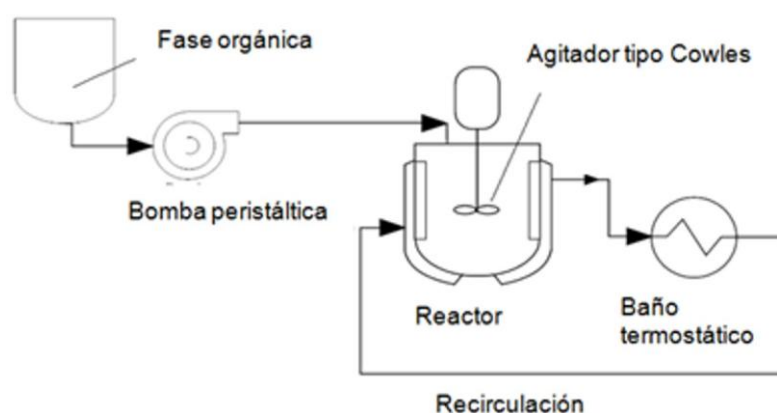 Fase orgánica
Agitador tipo Cowles
Bomba peristáltica
Reactor
Baño
termostático
Recirculación